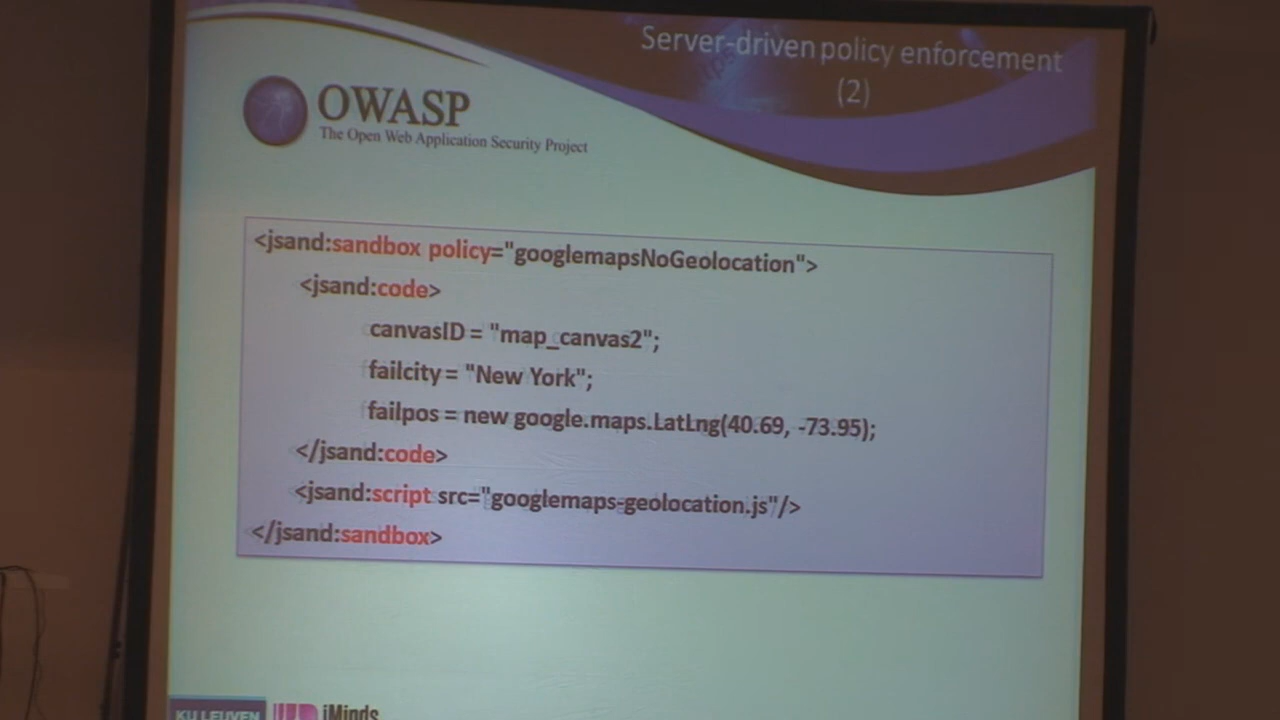 Server-driven policy enforcement
(2)
OWASP
The Open Web Application Security Project
<jsand:sandbox policy="googlemapsNoGeolocation">
<jsand:code>
canvasID = "map_canvas2";
failcity = "New York";
failpos = new google.maps.LatLng(40.69, -73.95);
</jsand:code>
<jsand:script src="googlemaps-geolocation.js"/>
</jsand:sandbox>
KU LEUVEN
iMinds